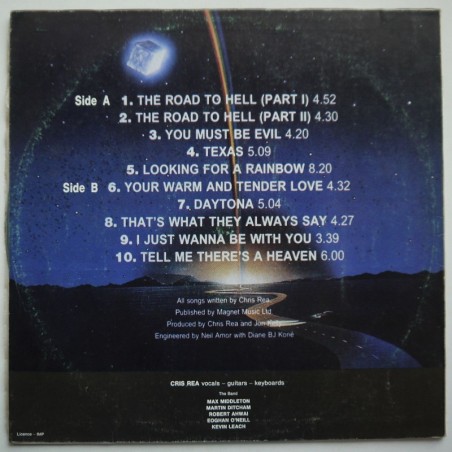 Side A 1. THE ROAD TO HELL (PART I) 4.52
2. THE ROAD TO HELL (PART II) 4.30
3. YOU MUST BE EVIL 4.20
4. TEXAS 5.09
5. LOOKING FOR A RAINBOW 8.20
Side B 6. YOUR WARM AND TENDER LOVE 4.32
7. DAYTONA 5.04
8. THAT'S WHAT THEY ALWAYS SAY 4.27
9. I JUST WANNA BE WITH YOU 3.39
10. TELL ME THERE'S A HEAVEN 6.00
All songs written by Chris Rea
Published by Magnet Music Ltd
Produced by Chris Rea and Jon Kelly
Engineered by Neil Amor with Diane BJ Koné
CRIS REA vocals – guitars – keyboards
The Band
MAX MIDDLETON
MARTIN DITCHAM
ROBERT AHWAI
EOGHAN O'NEILL
KEVIN LEACH